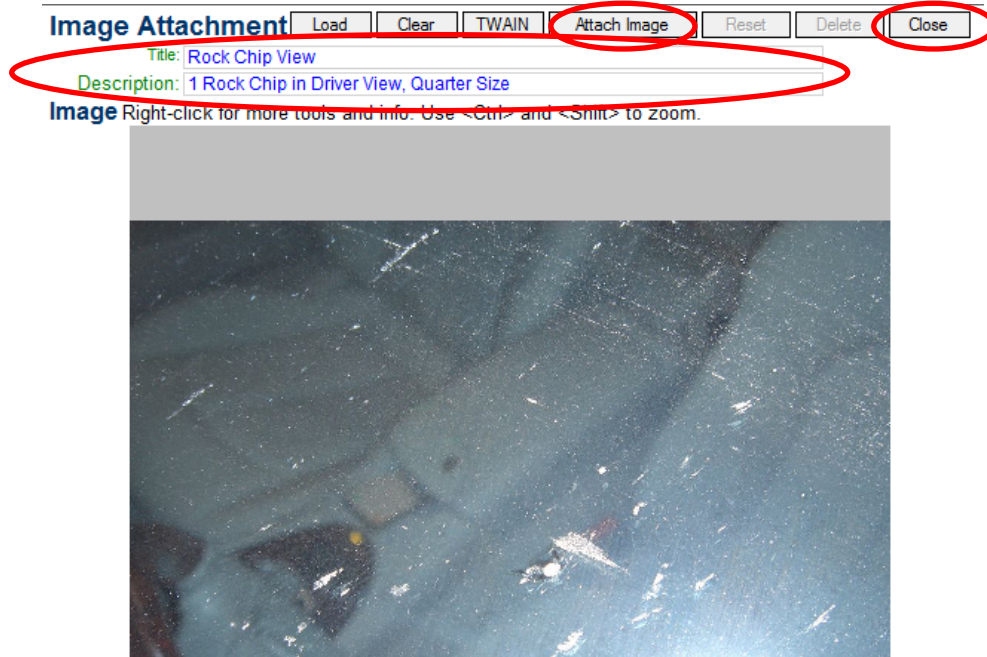 Image Attachment Load Clear TWAIN Attach Image Reset Delete Close
Title: Rock Chip View
Description: 1 Rock Chip in Driver View, Quarter Size
Image Right-click for more tools and info. Use <Ctrl> and <Shift> to zoom.